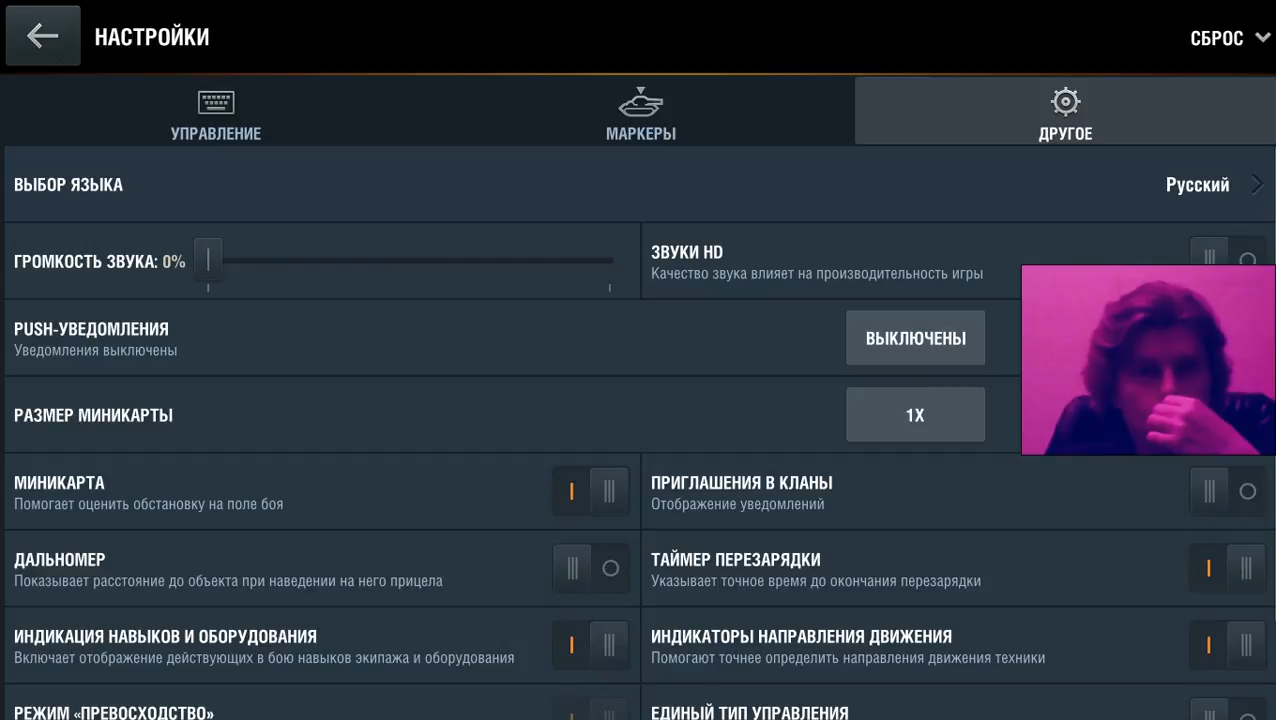 НАСТРОЙКИ
СБРОС
УПРАВЛЕНИЕ
МАРКЕРЫ
ДРУГОЕ
ВЫБОР ЯЗЫКА
Русский
ГРОМКОСТЬ ЗВУКА: 0%
ЗВУКИ HD
Качество звука влияет на производительность игры
PUSH-УВЕДОМЛЕНИЯ
Уведомления выключены
ВЫКЛЮЧЕНЫ
РАЗМЕР МИНИКАРТЫ
1X
МИНИКАРТА
Помогает оценить обстановку на поле боя
ПРИГЛАШЕНИЯ В КЛАНЫ
Отображение уведомлений
ДАЛЬНОМЕР
Показывает расстояние до объекта при наведении на него прицела
ТАЙМЕР ПЕРЕЗАРЯДКИ
Указывает точное время до окончания перезарядки
ИНДИКАЦИЯ НАВЫКОВ И ОБОРУДОВАНИЯ
Включает отображение действующих в бою навыков экипажа и оборудования
ИНДИКАТОРЫ НАПРАВЛЕНИЯ ДВИЖЕНИЯ
Помогают точнее определить направления движения техники
РЕЖИМ «ПРЕВОСХОДСТВО»
ЕДИНЫЙ ТИП УПРАВЛЕНИЯ